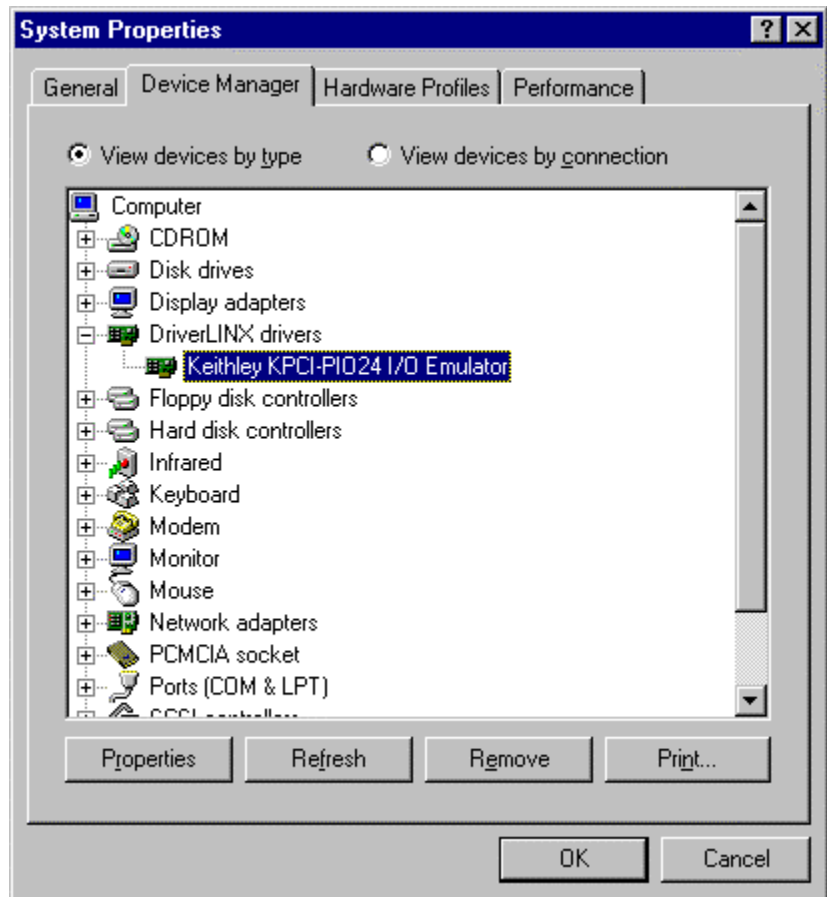 System Properties
General Device Manager Hardware Profiles Performance
View devices by type View devices by connection
Computer
CDROM
Disk drives
Display adapters
DriverLINX drivers
Keithley KPCI-PIO24 I/O Emulator
Floppy disk controllers
Hard disk controllers
Infrared
Keyboard
Modem
Monitor
Mouse
Network adapters
PCMCIA socket
Ports (COM & LPT)
Properties Refresh Remove Print...
OK Cancel